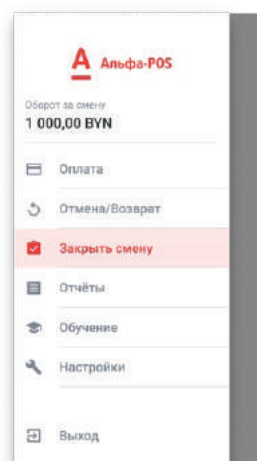 Альфа-POS
Оборот за смену
1 000,00 BYN
Оплата
Отмена/Возврат
Закрыть смену
Отчёты
Обучение
Настройки
Выход